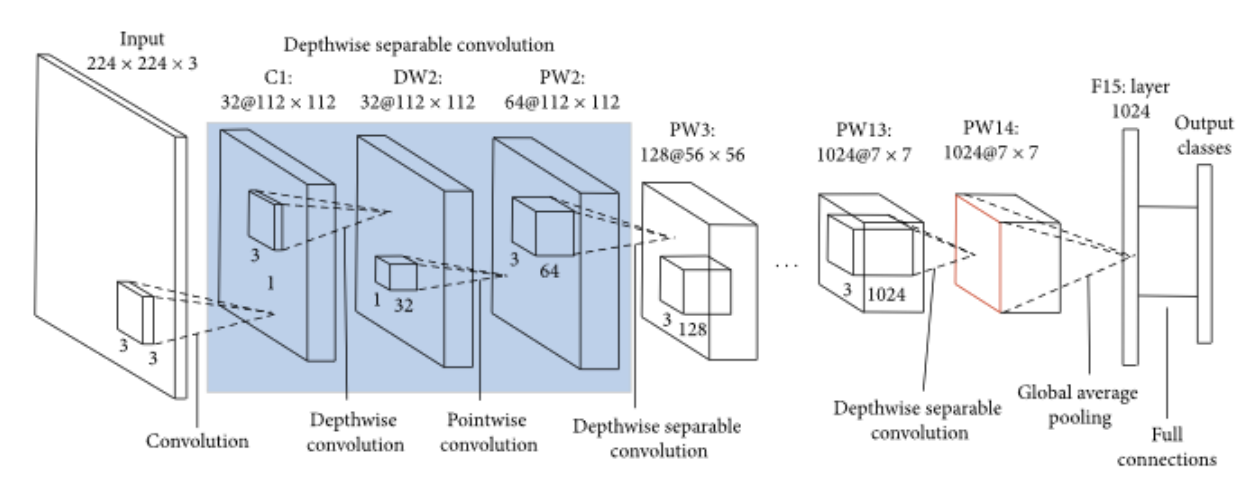 Input
224 × 224 × 3
Depthwise separable convolution
C1:
32@112 × 112
DW2:
32@112 × 112
PW2:
64@112 × 112
PW3:
128@56 × 56
PW13:
1024@7 × 7
PW14:
1024@7 × 7
F15: layer
1024
Output
classes
3
3
3
1
1
32
3
64
3
128
...
3
1024
Convolution
Depthwise
convolution
Pointwise
convolution
Depthwise separable
convolution
Depthwise separable
convolution
Global average
pooling
Full
connections